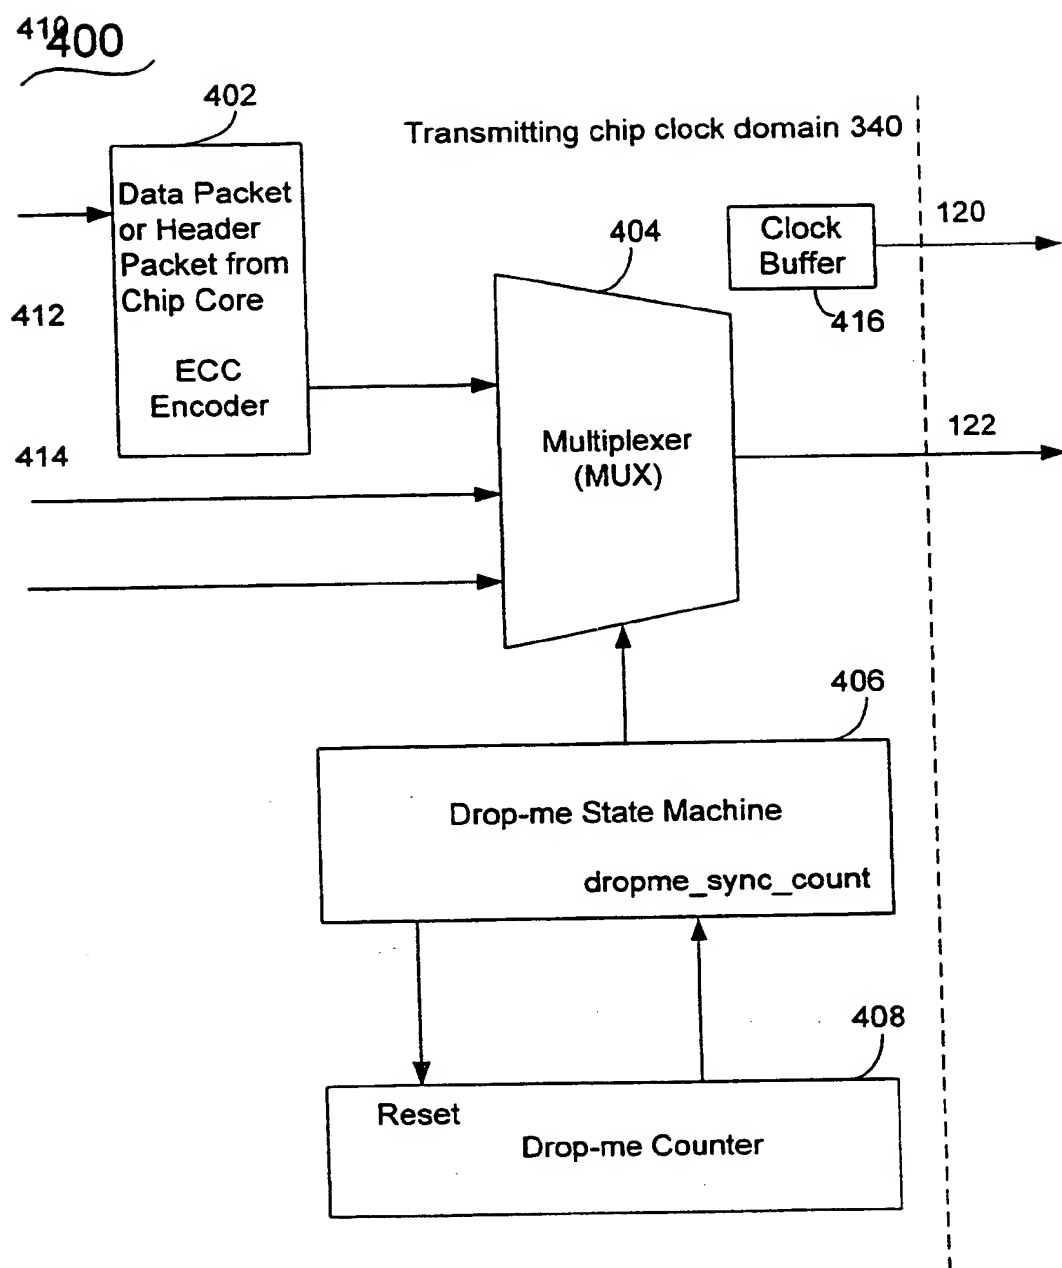 410
400
402
Transmitting chip clock domain 340
Data Packet
or Header
Packet from
Chip Core
ECC
Encoder
404
Clock
Buffer
120
412
416
Multiplexer
(MUX)
122
414
406
Drop-me State Machine
dropme_sync_count
408
Reset
Drop-me Counter